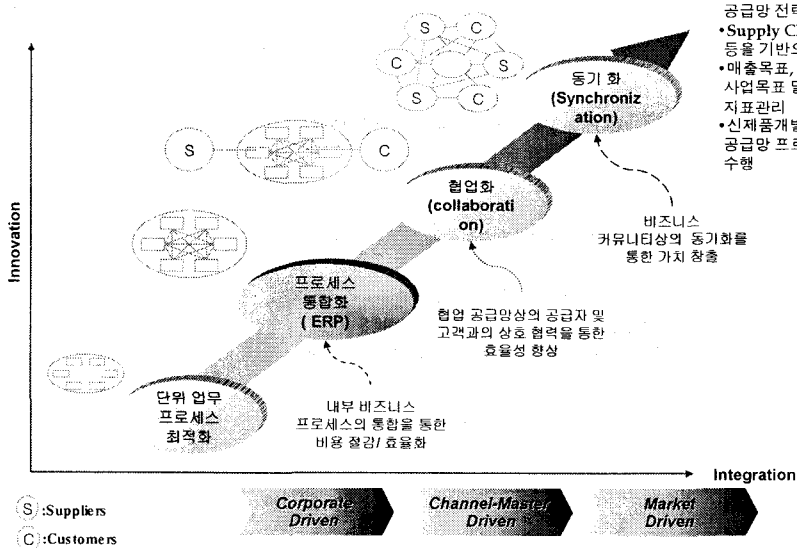 공급망 전략
•Supply C
등을 기반으
•매출목표,
사업목표 및
지표관리
•신제품개발
공급망 프로
수행
S
C
C
S
S
C
동기 화
(Synchroniz
ation)
S
C
협업화
(collaborati
on)
비즈니스
커뮤니티상의 동기화를
통한 가치 창출
Innovation
프로세스
통합화
( ERP)
협업 공급망상의 공급자 및
고객과의 상호 협력을 통한
효율성 향상
단위 업무
프로세스
최적화
내부 비즈니스
프로세스의 통합을 통한
비용 절감/ 효율화
Integration
S :Suppliers
C :Customers
Corporate
Driven
Channel-Master
Driven
Market
Driven